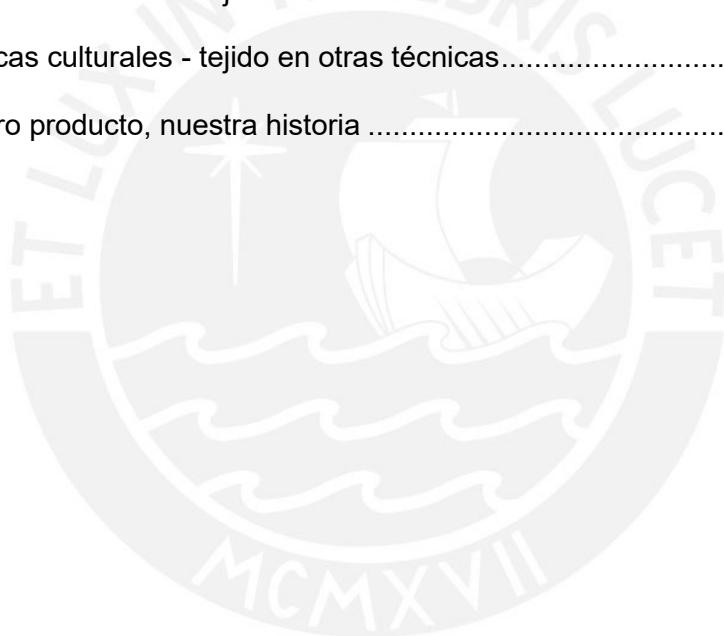 cas culturales - tejido en otras técnicas...........................
ro producto, nuestra historia ...........................................
ET LUX IN TENEBRIS LUCET
MCMXVII